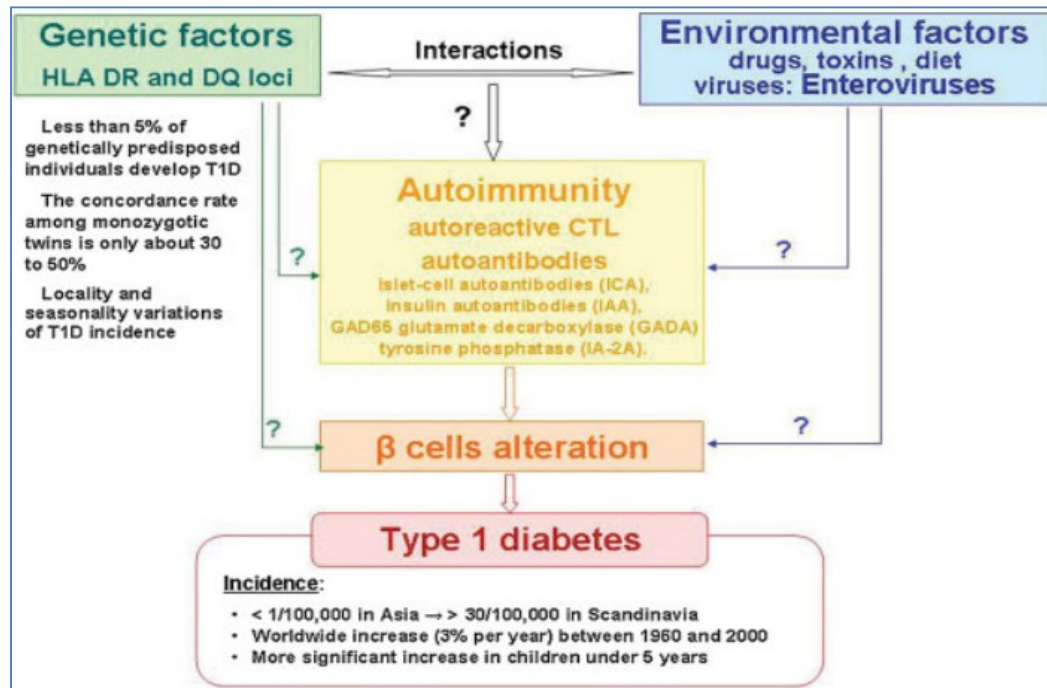 Genetic factors
HLA DR and DQ loci
Interactions
Environmental factors
drugs, toxins , diet
viruses: Enteroviruses
?
Less than 5% of
genetically predisposed
individuals develop T1D
The concordance rate
among monozygotic
twins is only about 30
to 50%
Locality and
seasonality variations
of T1D incidence
?
Autoimmunity
autoreactive CTL
autoantibodies
islet-cell autoantibodies (ICA),
insulin autoantibodies (IAA),
GAD65 glutamate decarboxylase (GADA)
tyrosine phosphatase (IA-2A).
?
?
β cells alteration
?
Type 1 diabetes
Incidence:
• < 1/100,000 in Asia → > 30/100,000 in Scandinavia
• Worldwide increase (3% per year) between 1960 and 2000
• More significant increase in children under 5 years